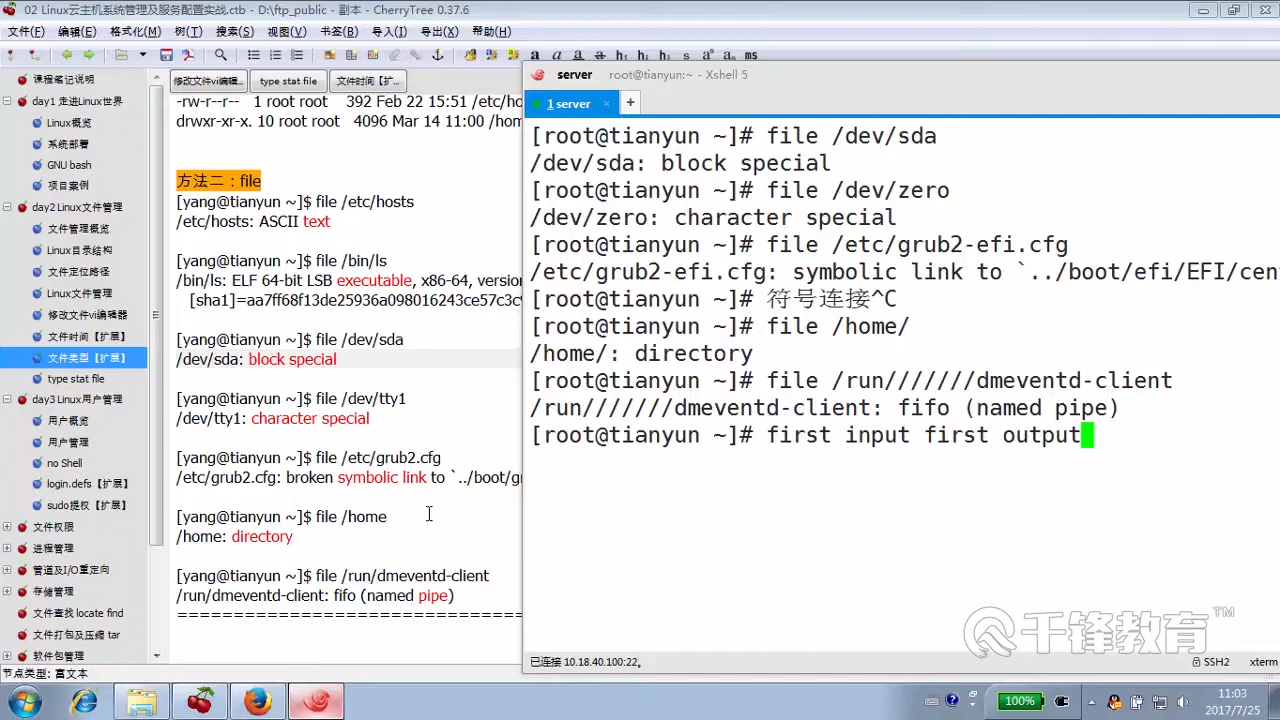 02 Linux云主机系统管理及服务配置实战.ctb - D:\ftp_public - 副本 - CherryTree 0.37.6
文件(F) 编辑(E) 格式化(M) 树(T) 搜索(S) 视图(V) 书签(B) 导入(I) 导出(X) 帮助(H)
课程笔记说明
day1 走进Linux世界
Linux概览
系统部署
GNU bash
项目案例
day2 Linux文件管理
文件管理概览
Linux目录结构
文件定位路径
Linux文件管理
修改文件vi编辑器
文件时间【扩展】
文件类型【扩展】
type stat file
day3 Linux用户管理
用户概览
用户管理
no Shell
login.defs【扩展】
sudo提权【扩展】
文件权限
进程管理
管道及I/O重定向
存储管理
文件查找 locate find
文件打包及压缩 tar
软件包管理
节点类型: 富文本
修改文件vi编辑... type stat file 文件时间【扩...
-rw-r--r-- 1 root root 392 Feb 22 15:51 /etc/ho
drwxr-xr-x. 10 root root 4096 Mar 14 11:00 /hom
方法二：file
[yang@tianyun ~]$ file /etc/hosts
/etc/hosts: ASCII text
[yang@tianyun ~]$ file /bin/ls
/bin/ls: ELF 64-bit LSB executable, x86-64, version
[sha1]=aa7ff68f13de25936a098016243ce57c3c
[yang@tianyun ~]$ file /dev/sda
/dev/sda: block special
[yang@tianyun ~]$ file /dev/tty1
/dev/tty1: character special
[yang@tianyun ~]$ file /etc/grub2.cfg
/etc/grub2.cfg: broken symbolic link to `../boot/gr
[yang@tianyun ~]$ file /home
/home: directory
[yang@tianyun ~]$ file /run/dmeventd-client
/run/dmeventd-client: fifo (named pipe)
==========================================
server root@tianyun:~ - Xshell 5
1 server × +
[root@tianyun ~]# file /dev/sda
/dev/sda: block special
[root@tianyun ~]# file /dev/zero
/dev/zero: character special
[root@tianyun ~]# file /etc/grub2-efi.cfg
/etc/grub2-efi.cfg: symbolic link to `../boot/efi/EFI/cen
[root@tianyun ~]# 符号连接^C
[root@tianyun ~]# file /home/
/home/: directory
[root@tianyun ~]# file /run///////dmeventd-client
/run///////dmeventd-client: fifo (named pipe)
[root@tianyun ~]# first input first output
千锋教育™
已连接 10.18.40.100:22。 SSH2 xterm
100% 11:03
2017/7/25